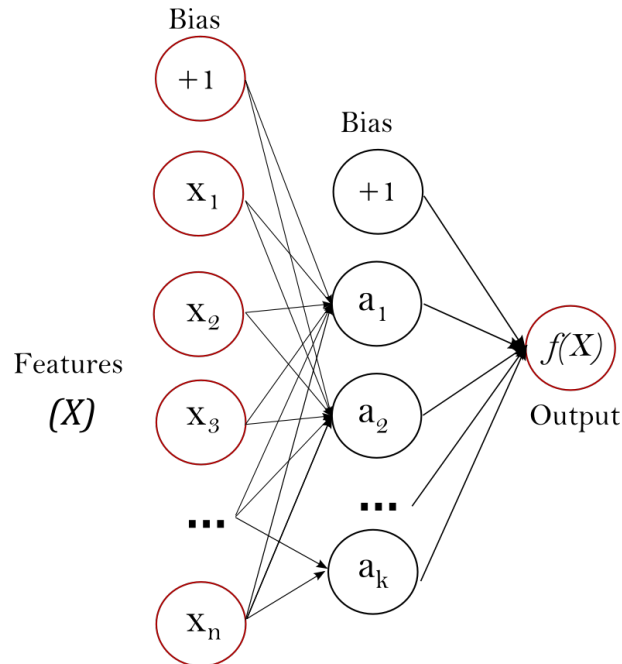 Bias
+1
x₁
x₂
x₃
...
xₙ
Features
(X)
Bias
+1
a₁
a₂
...
aₖ
f(X)
Output